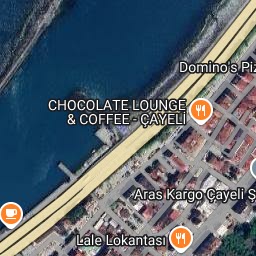 Domino's Piz
CHOCOLATE LOUNGE
& COFFEE - ÇAYELİ
Aras Kargo Çayeli Ş
Lale Lokantası